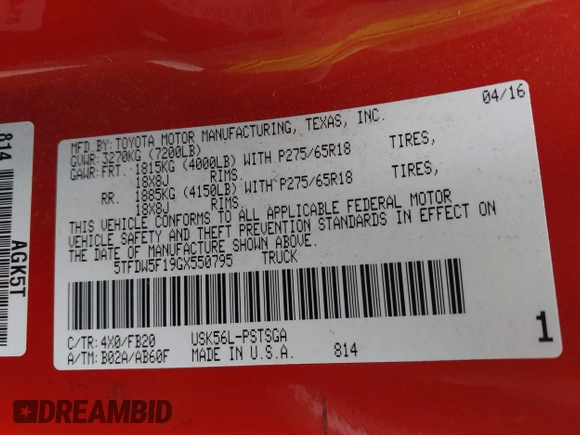 04/16
MFD.BY:TOYOTA MOTOR MANUFACTURING, TEXAS, INC.
GVWR:3270KG (7200LB)
GAWR:FRT. 1815KG (4000LB) WITH P275/65R18 TIRES,
18X8J RIMS
RR. 1885KG (4150LB) WITH P275/65R18 TIRES,
18X8J RIMS.
THIS VEHICLE CONFORMS TO ALL APPLICABLE FEDERAL MOTOR
VEHICLE SAFETY AND THEFT PREVENTION STANDARDS IN EFFECT ON
THE DATE OF MANUFACTURE SHOWN ABOVE.
5TFDW5F19GX550795 TRUCK
C/TR:4X0/FB20 USK56L-PSTSGA
A/TM:B02A/AB60F MADE IN U.S.A. 814
1
814
AGK5T
DREAMBID